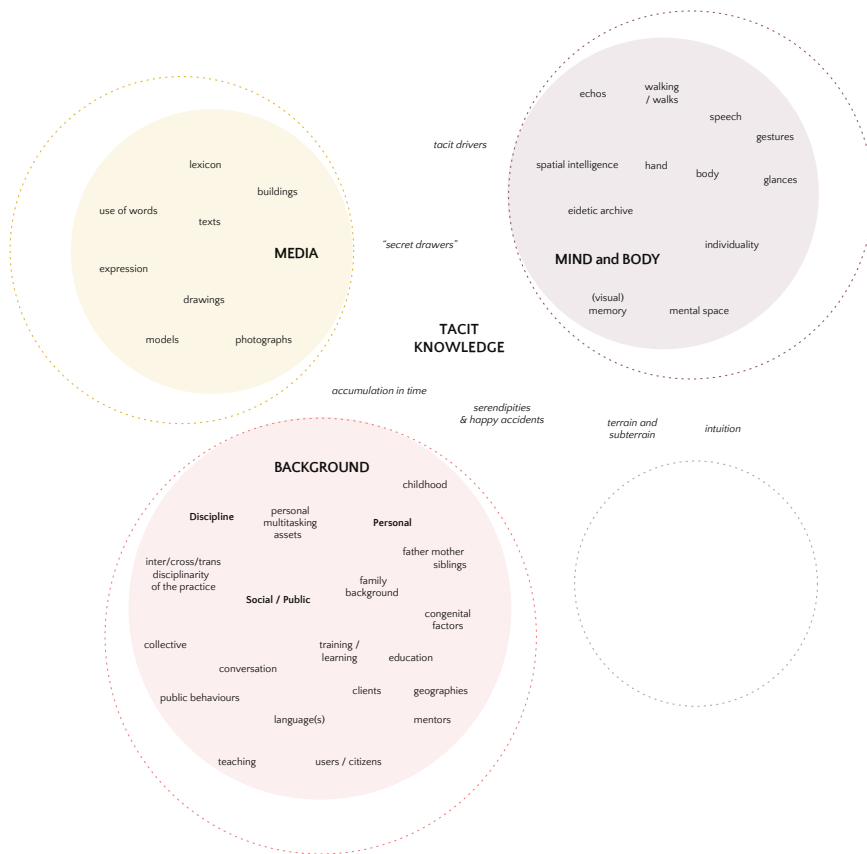 lexicon
buildings
use of words
texts
MEDIA
expression
drawings
models
photographs
tacit drivers
“secret drawers”
echos
walking
/ walks
speech
gestures
spatial intelligence
hand
body
glances
eidetic archive
individuality
MIND and BODY
(visual)
memory
mental space
TACIT
KNOWLEDGE
accumulation in time
serendipities
& happy accidents
terrain and
subterrain
intuition
BACKGROUND
childhood
Discipline
personal
multitasking
assets
Personal
inter/cross/trans
disciplinarity
of the practice
father mother
siblings
family
background
Social / Public
congenital
factors
collective
training /
learning
education
conversation
public behaviours
clients
geographies
language(s)
mentors
teaching
users / citizens